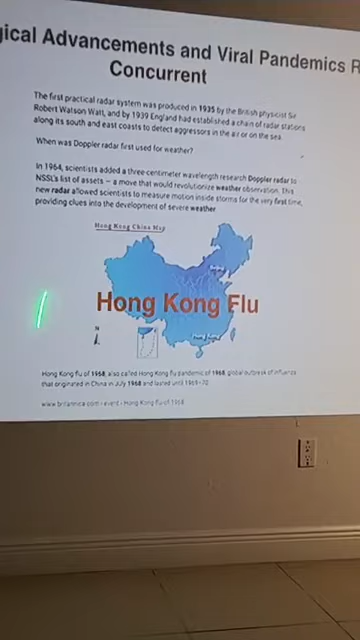 gical Advancements and Viral Pandemics R
Concurrent
The first practical radar system was produced in 1935 by the British physicist Sir
Robert Watson Watt, and by 1939 England had established a chain of radar stations
along its south and east coasts to detect aggressors in the air or on the sea.
When was Doppler radar first used for weather?
In 1964, scientists added a three-centimeter wavelength research Doppler radar to
NSSL's list of assets – a move that would revolutionize weather observation. This
new radar allowed scientists to measure motion inside storms for the very first time,
providing clues into the development of severe weather
Hong Kong China Map
Beijing
Hong Kong Flu
Hong Kong
N
Hong Kong flu of 1968, also called Hong Kong flu pandemic of 1968, global outbreak of influenza
that originated in China in July 1968 and lasted until 1969–70
www.britannica.com › event › Hong Kong flu of 1968